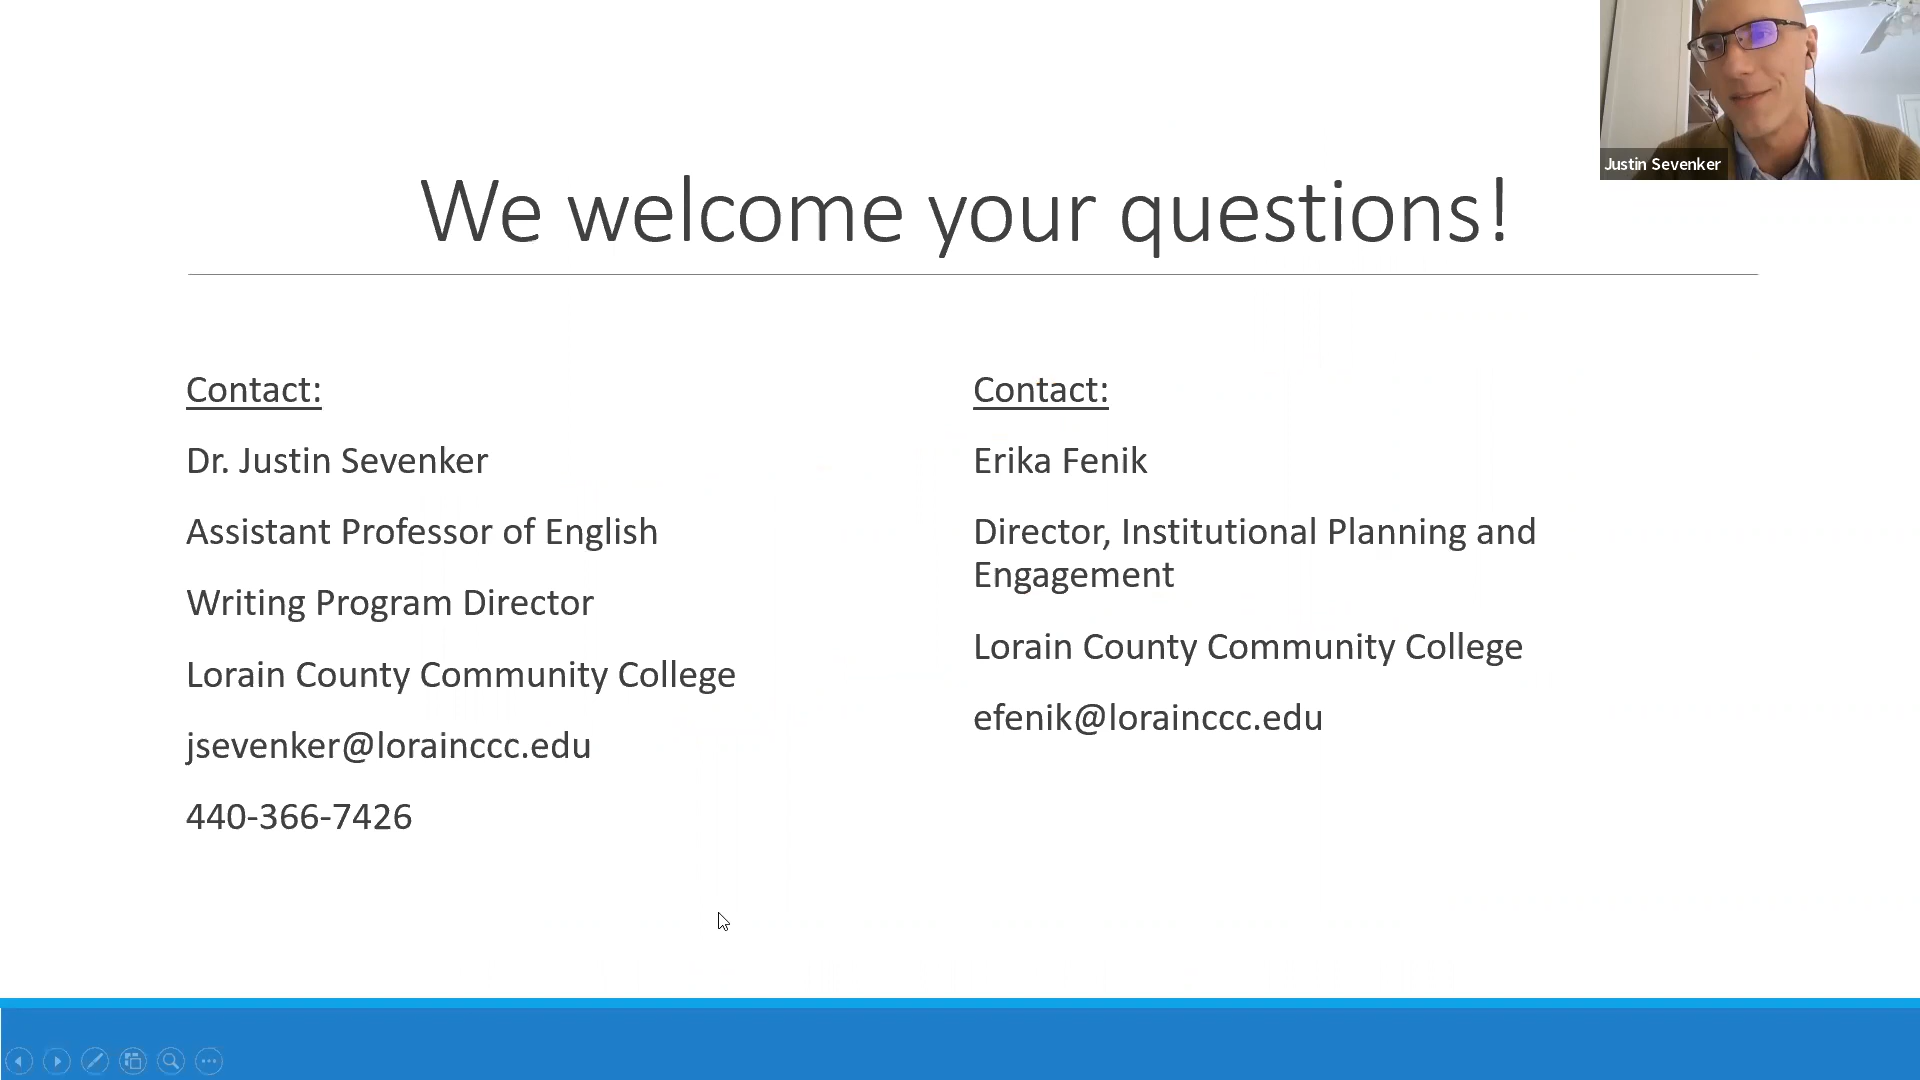 Justin Sevenker
We welcome your questions!
Contact:
Dr. Justin Sevenker
Assistant Professor of English
Writing Program Director
Lorain County Community College
jsevenker@lorainccc.edu
440-366-7426
Contact:
Erika Fenik
Director, Institutional Planning and
Engagement
Lorain County Community College
efenik@lorainccc.edu